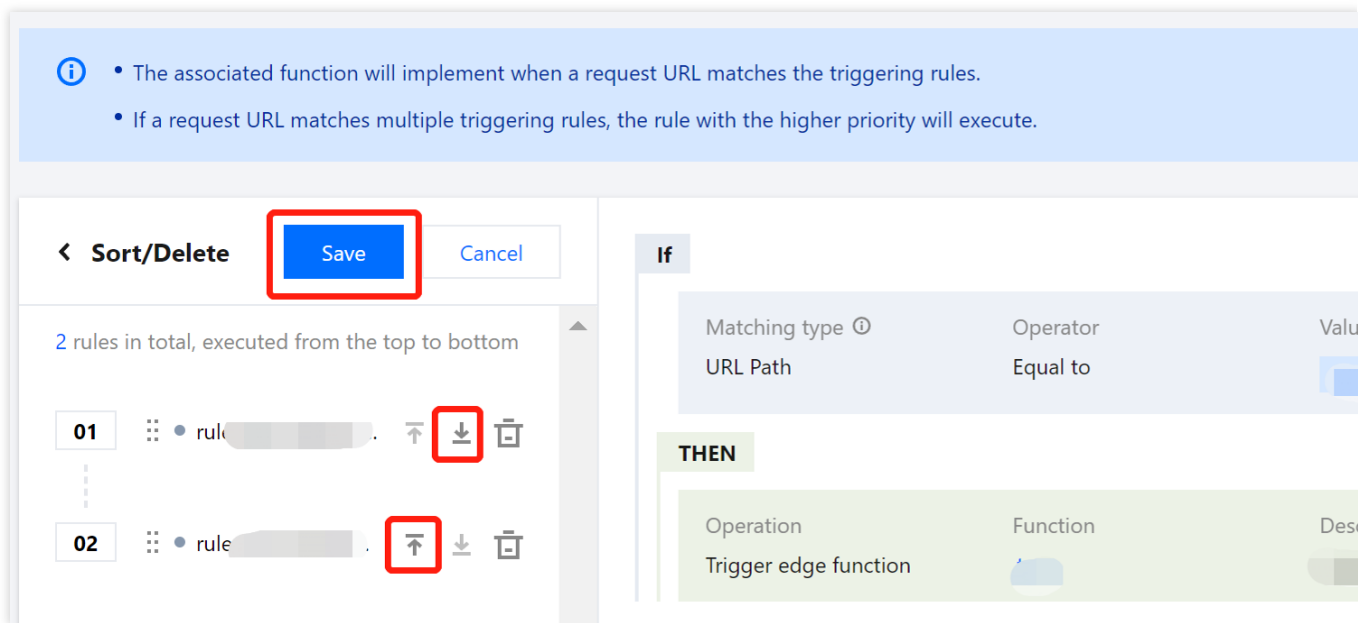 The associated function will implement when a request URL matches the triggering rules.
If a request URL matches multiple triggering rules, the rule with the higher priority will execute.
Sort/Delete
Save
Cancel
2 rules in total, executed from the top to bottom
01
02
If
Matching type
Operator
URL Path
Equal to
THEN
Operation
Function
Trigger edge function